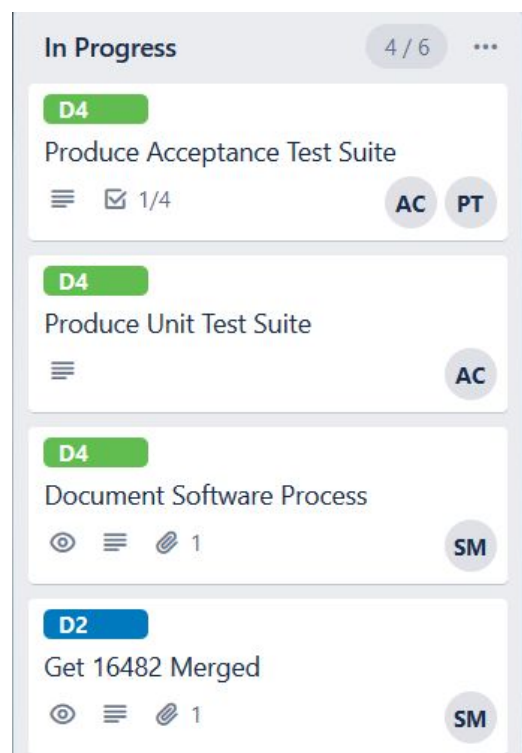 In Progress 4 / 6
D4
Produce Acceptance Test Suite
1/4 AC PT
D4
Produce Unit Test Suite
AC
D4
Document Software Process
1 SM
D2
Get 16482 Merged
1 SM